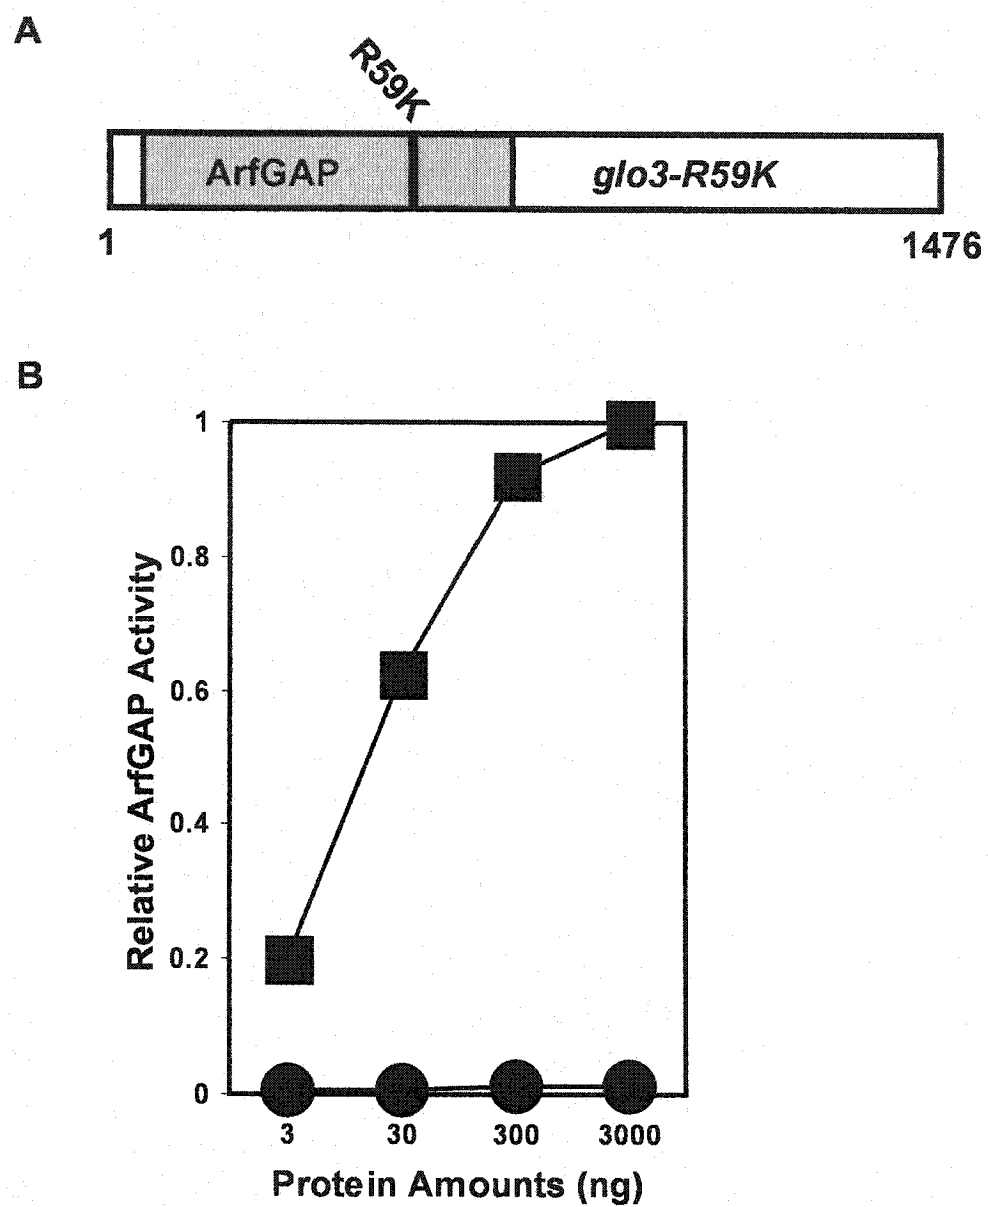 A
R59K
ArfGAP
glo3-R59K
1
1476
B
1
0.8
0.6
0.4
0.2
0
Relative ArfGAP Activity
3 30 300 3000
Protein Amounts (ng)